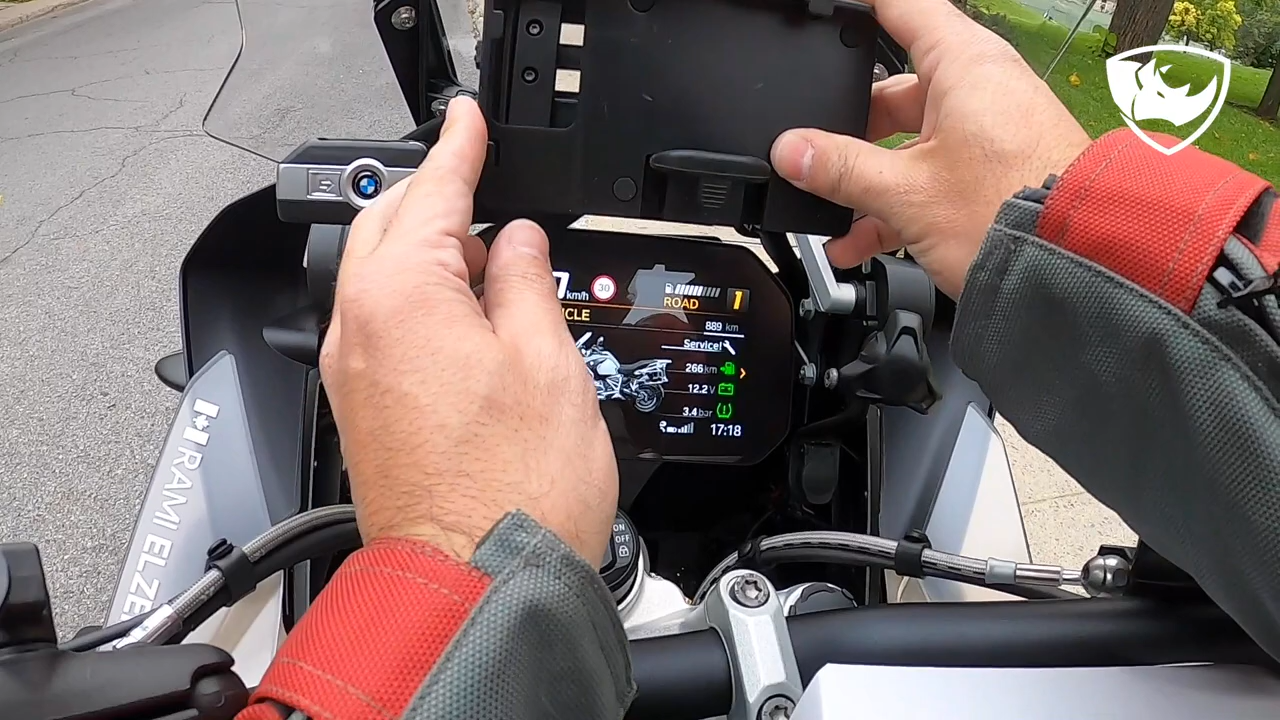 km/h
30
ROAD
1
ICLE
889 km
Service!
266 km
12.2 V
3.4 bar
17:18
RAMI ELZE
ON
OFF